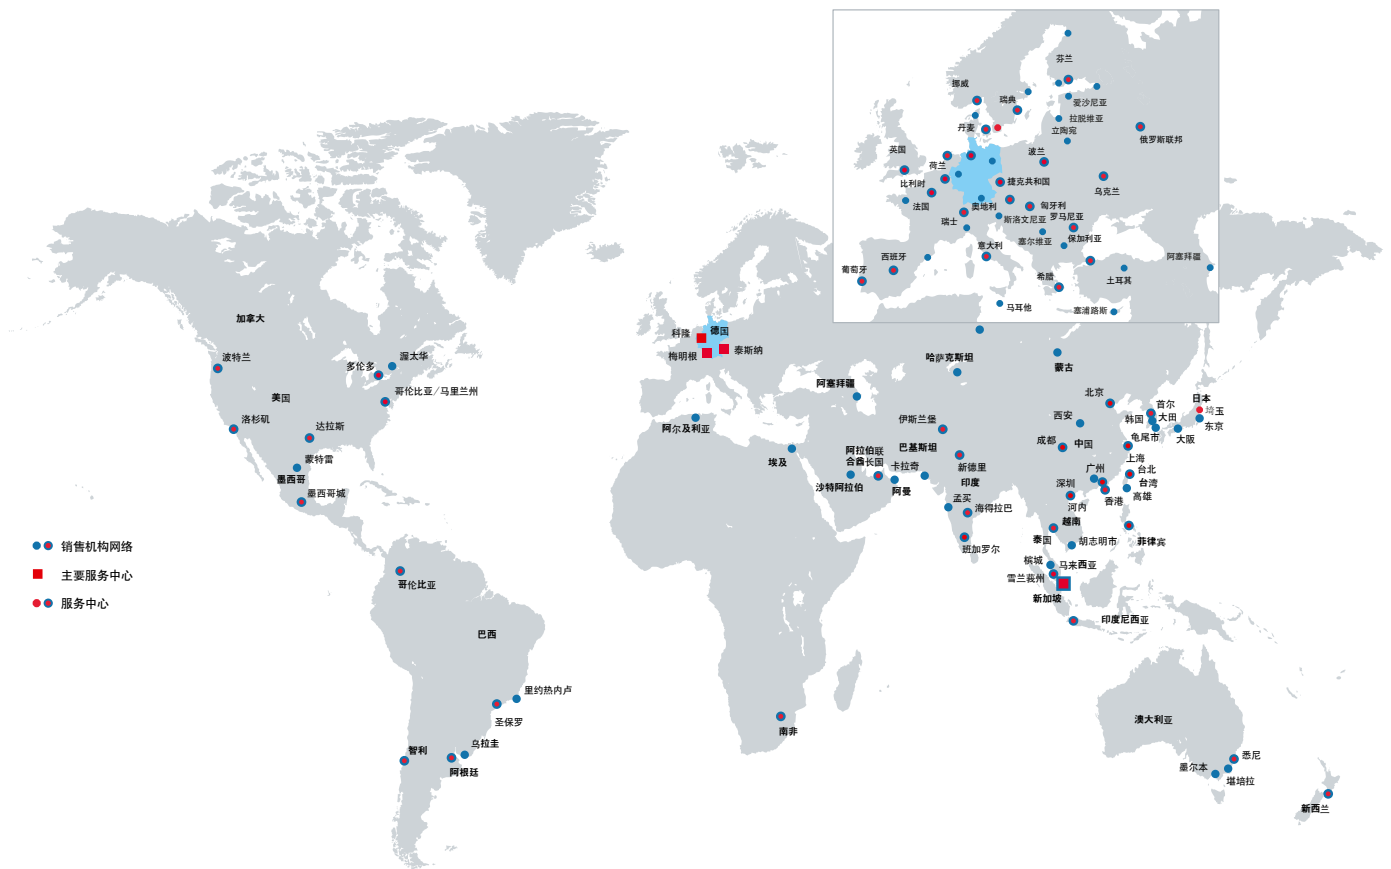 芬兰
挪威
瑞典
爱沙尼亚
拉脱维亚
丹麦
立陶宛
俄罗斯联邦
英国
荷兰
波兰
比利时
捷克共和国
乌克兰
法国
奥地利
匈牙利
瑞士
斯洛文尼亚
罗马尼亚
塞尔维亚
保加利亚
意大利
西班牙
葡萄牙
阿塞拜疆
希腊
土耳其
马耳他
塞浦路斯
加拿大
波特兰
渥太华
多伦多
哥伦比亚/马里兰州
美国
洛杉矶
达拉斯
蒙特雷
墨西哥
墨西哥城
科隆
德国
梅明根
泰斯纳
哈萨克斯坦
蒙古
阿塞拜疆
阿尔及利亚
埃及
伊斯兰堡
巴基斯坦
阿拉伯联
合酋长国
卡拉奇
沙特阿拉伯
阿曼
新德里
印度
孟买
海得拉巴
班加罗尔
北京
西安
成都
中国
首尔
韩国
大田
龟尾市
日本
埼玉
东京
大阪
上海
广州
台北
台湾
深圳
香港
高雄
河内
越南
泰国
胡志明市
菲律宾
槟城
马来西亚
雪兰莪州
新加坡
印度尼西亚
销售机构网络
主要服务中心
服务中心
哥伦比亚
巴西
里约热内卢
圣保罗
智利
乌拉圭
阿根廷
南非
澳大利亚
悉尼
墨尔本
堪培拉
新西兰